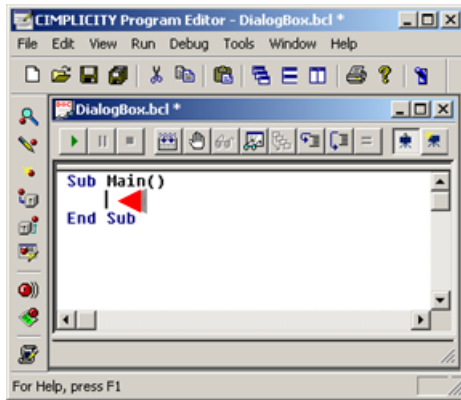 CIMPLICITY Program Editor - DialogBox.bcl *
File Edit View Run Debug Tools Window Help
DialogBox.bcl *
Sub Main()
End Sub
For Help, press F1